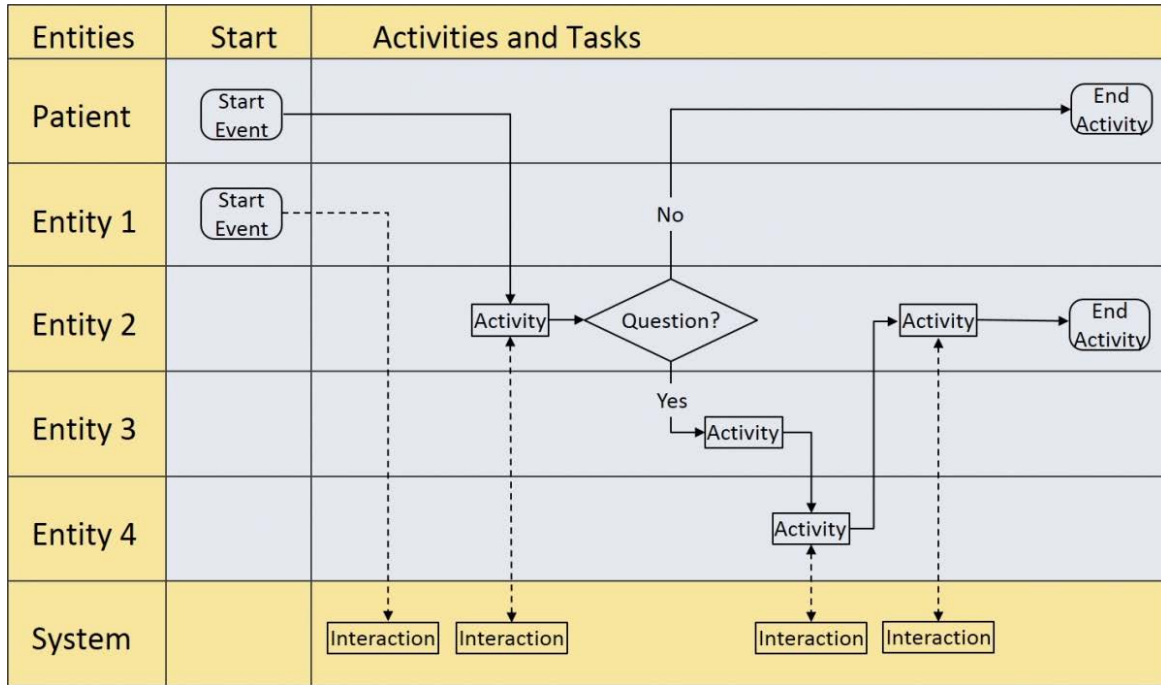 Entities Start Activities and Tasks
Patient
Start
Event
End
Activity
Entity 1
Start
Event
No
Entity 2
Activity
Question?
Activity
End
Activity
Yes
Entity 3
Activity
Entity 4
Activity
System
Interaction
Interaction
Interaction
Interaction